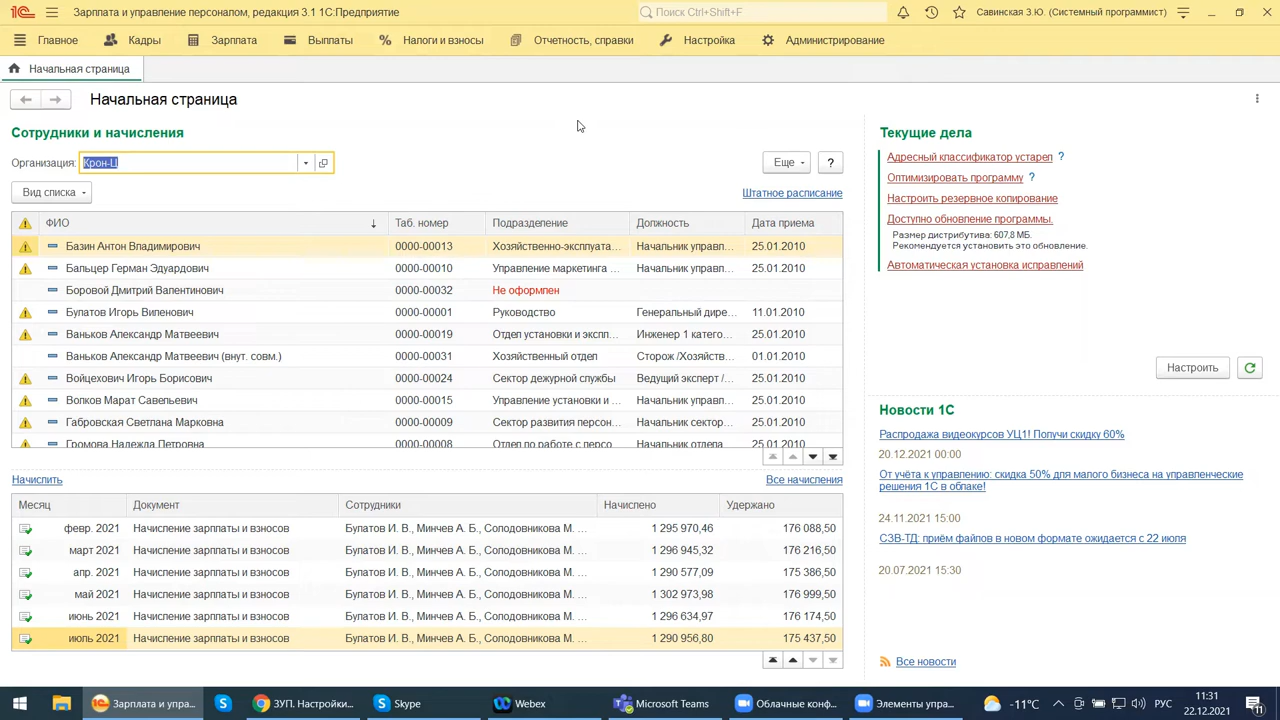 Зарплата и управление персоналом, редакция 3.1 1С:Предприятие
Поиск Ctrl+Shift+F
Савинская З.Ю (Системный программист)
Главное
Кадры
Зарплата
Выплаты
Налоги и взносы
Отчетность, справки
Настройка
Администрирование
Начальная страница
Начальная страница
Сотрудники и начисления
Организация: Крон-Ц
Еще
?
Вид списка
Штатное расписание
ФИО Таб. номер Подразделение Должность Дата приема
Базин Антон Владимирович 0000-00013 Хозяйственно-эксплуата... Начальник управл... 25.01.2010
Бальцер Герман Эдуардович 0000-00010 Управление маркетинга ... Начальник управл... 25.01.2010
Боровой Дмитрий Валентинович 0000-00032 Не оформлен
Булатов Игорь Виленович 0000-00001 Руководство Генеральный дире... 11.01.2010
Ваньков Александр Матвеевич 0000-00019 Отдел установки и экспл... Инженер 1 катего... 25.01.2010
Ваньков Александр Матвеевич (внут. совм.) 0000-00031 Хозяйственный отдел Сторож /Хозяйств... 01.01.2010
Войцехович Игорь Борисович 0000-00024 Сектор дежурной службы Ведущий эксперт /... 25.01.2010
Волков Марат Савельевич 0000-00015 Управление установки и ... Начальник управл... 25.01.2010
Габровская Светлана Марковна 0000-00009 Сектор развития персон... Начальник сектор... 25.01.2010
Громова Надежда Петровна 0000-00008 Отдел по работе с персо... Начальник отдела... 25.01.2010
Начислить
Все начисления
Месяц Документ Сотрудники Начислено Удержано
февр. 2021 Начисление зарплаты и взносов Булатов И. В., Минчев А. Б., Солодовникова М. ... 1 295 970,46 176 088,50
март 2021 Начисление зарплаты и взносов Булатов И. В., Минчев А. Б., Солодовникова М. ... 1 296 945,32 176 216,50
апр. 2021 Начисление зарплаты и взносов Булатов И. В., Минчев А. Б., Солодовникова М. ... 1 290 577,09 175 386,50
май 2021 Начисление зарплаты и взносов Булатов И. В., Минчев А. Б., Солодовникова М. ... 1 302 973,98 176 999,50
июнь 2021 Начисление зарплаты и взносов Булатов И. В., Минчев А. Б., Солодовникова М. ... 1 296 634,97 176 174,50
июль 2021 Начисление зарплаты и взносов Булатов И. В., Минчев А. Б., Солодовникова М. ... 1 290 956,80 175 437,50
Текущие дела
Адресный классификатор устарел ?
Оптимизировать программу ?
Настроить резервное копирование
Доступно обновление программы.
Размер дистрибутива: 607,8 МБ.
Рекомендуется установить это обновление.
Автоматическая установка исправлений
Настроить
Новости 1С
Распродажа видеокурсов УЦ1! Получи скидку 60%
20.12.2021 00:00
От учёта к управлению: скидка 50% для малого бизнеса на управленческие
решения 1С в облаке!
24.11.2021 15:00
СЗВ-ТД: приём файлов в новом формате ожидается с 22 июля
20.07.2021 15:30
Все новости
Зарплата и упра...
ЗУП. Настройки...
Skype
Webex
Microsoft Teams
Облачные конф...
Элементы упра...
-11°C
РУС
11:31
22.12.2021
11